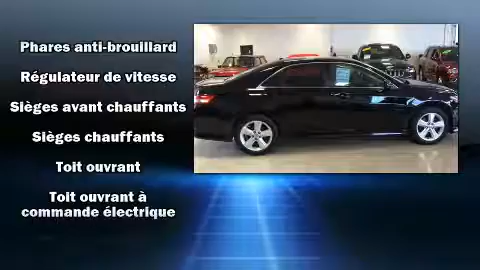 Phares anti-brouillard
Régulateur de vitesse
Sièges avant chauffants
Sièges chauffants
Toit ouvrant
Toit ouvrant à
commande électrique